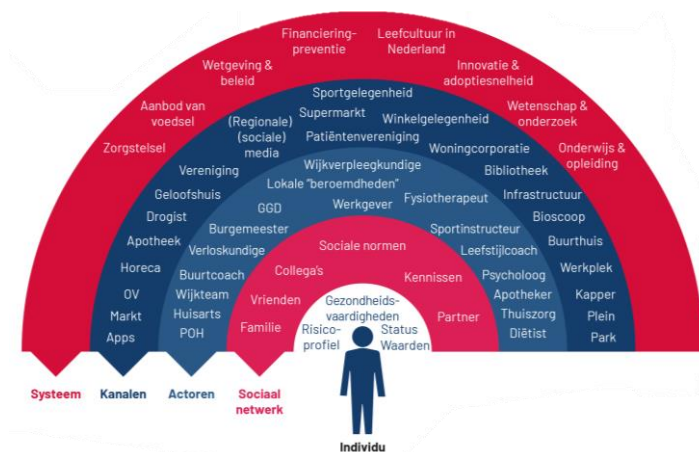 Financiering-
preventie
Leefcultuur in
Nederland
Wetgeving &
beleid
Innovatie &
adoptiesnelheid
Aanbod van
voedsel
Wetenschap &
onderzoek
Zorgstelsel
Onderwijs &
opleiding
Sportgelegenheid
Supermarkt
Winkelgelegenheid
(Regionale)
(sociale)
media
Patiëntenvereniging
Woningcorporatie
Vereniging
Bibliotheek
Geloofshuis
Infrastructuur
Drogist
Bioscoop
Apotheek
Buurthuis
Horeca
Werkplek
OV
Kapper
Markt
Plein
Apps
Park
Wijkverpleegkundige
Lokale "beroemdheden"
Fysiotherapeut
GGD
Werkgever
Burgemeester
Sportinstructeur
Verloskundige
Leefstijlcoach
Buurtcoach
Psycholoog
Wijkteam
Apotheker
Huisarts
Thuiszorg
POH
Diëtist
Sociale normen
Collega's
Kennissen
Vrienden
Partner
Familie
Gezondheids-
vaardigheden
Risico-
profiel
Status
Waarden
Systeem
Kanalen
Actoren
Sociaal
netwerk
Individu